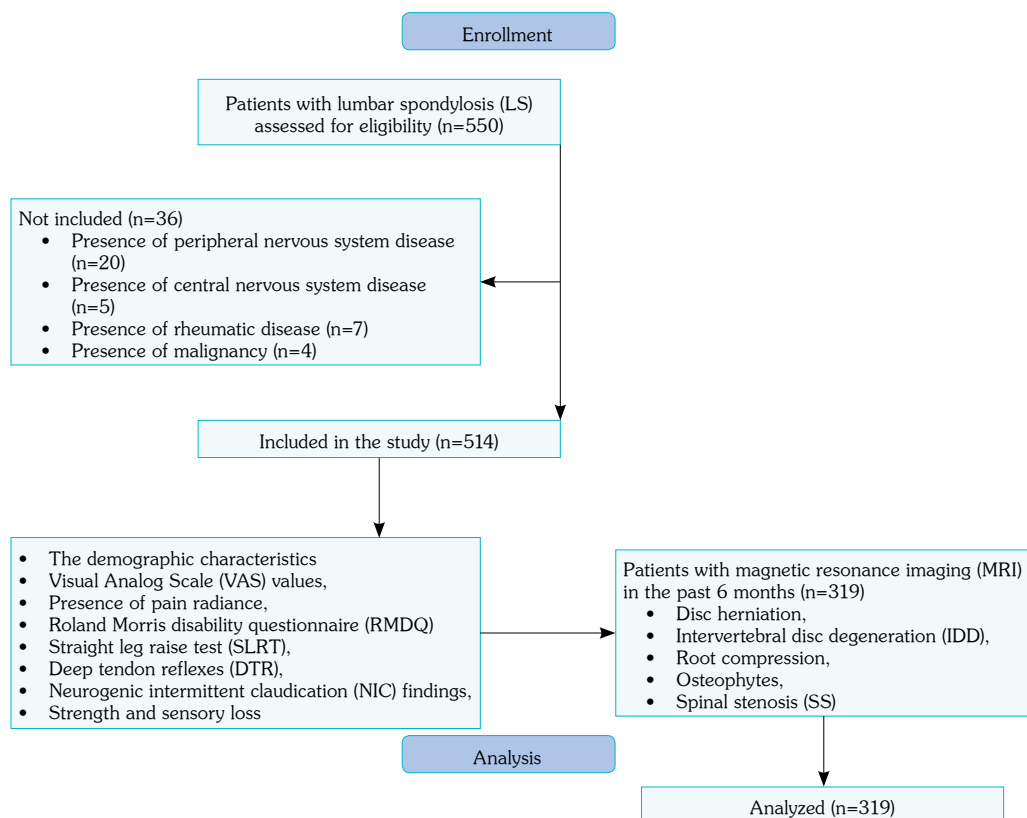 Enrollment
Patients with lumbar spondylosis (LS)
assessed for eligibility (n=550)
Not included (n=36)
• Presence of peripheral nervous system disease
(n=20)
• Presence of central nervous system disease
(n=5)
• Presence of rheumatic disease (n=7)
• Presence of malignancy (n=4)
Included in the study (n=514)
• The demographic characteristics
• Visual Analog Scale (VAS) values,
• Presence of pain radiance,
• Roland Morris disability questionnaire (RMDQ)
• Straight leg raise test (SLRT),
• Deep tendon reflexes (DTR),
• Neurogenic intermittent claudication (NIC) findings,
• Strength and sensory loss
Patients with magnetic resonance imaging (MRI)
in the past 6 months (n=319)
• Disc herniation,
• Intervertebral disc degeneration (IDD),
• Root compression,
• Osteophytes,
• Spinal stenosis (SS)
Analysis
Analyzed (n=319)